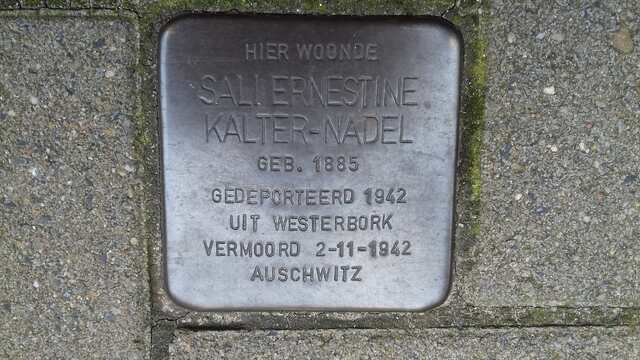 HIER WOONDE
SALI ERNESTINE
KALTER-NADEL
GEB. 1885
GEDEPORTEERD 1942
UIT WESTERBORK
VERMOORD 2-11-1942
AUSCHWITZ